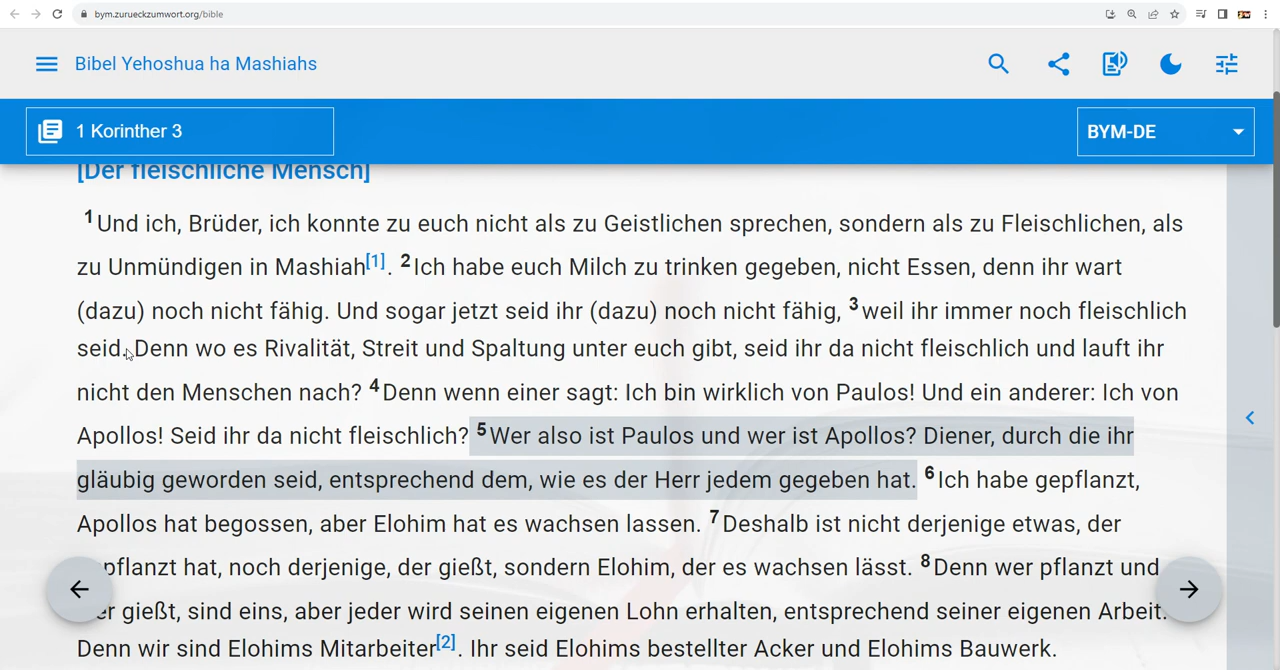 bym.zurueckzumwort.org/bible
Bibel Yehoshua ha Mashiahs
1 Korinther 3
BYM-DE
[Der fleischliche Mensch]
1 Und ich, Brüder, ich konnte zu euch nicht als zu Geistlichen sprechen, sondern als zu Fleischlichen, als
zu Unmündigen in Mashiah[1]. 2 Ich habe euch Milch zu trinken gegeben, nicht Essen, denn ihr wart
(dazu) noch nicht fähig. Und sogar jetzt seid ihr (dazu) noch nicht fähig, 3 weil ihr immer noch fleischlich
seid. Denn wo es Rivalität, Streit und Spaltung unter euch gibt, seid ihr da nicht fleischlich und lauft ihr
nicht den Menschen nach? 4 Denn wenn einer sagt: Ich bin wirklich von Paulos! Und ein anderer: Ich von
Apollos! Seid ihr da nicht fleischlich? 5 Wer also ist Paulos und wer ist Apollos? Diener, durch die ihr
gläubig geworden seid, entsprechend dem, wie es der Herr jedem gegeben hat. 6 Ich habe gepflanzt,
Apollos hat begossen, aber Elohim hat es wachsen lassen. 7 Deshalb ist nicht derjenige etwas, der
pflanzt hat, noch derjenige, der gießt, sondern Elohim, der es wachsen lässt. 8 Denn wer pflanzt und
er gießt, sind eins, aber jeder wird seinen eigenen Lohn erhalten, entsprechend seiner eigenen Arbeit.
Denn wir sind Elohims Mitarbeiter[2]. Ihr seid Elohims bestellter Acker und Elohims Bauwerk.